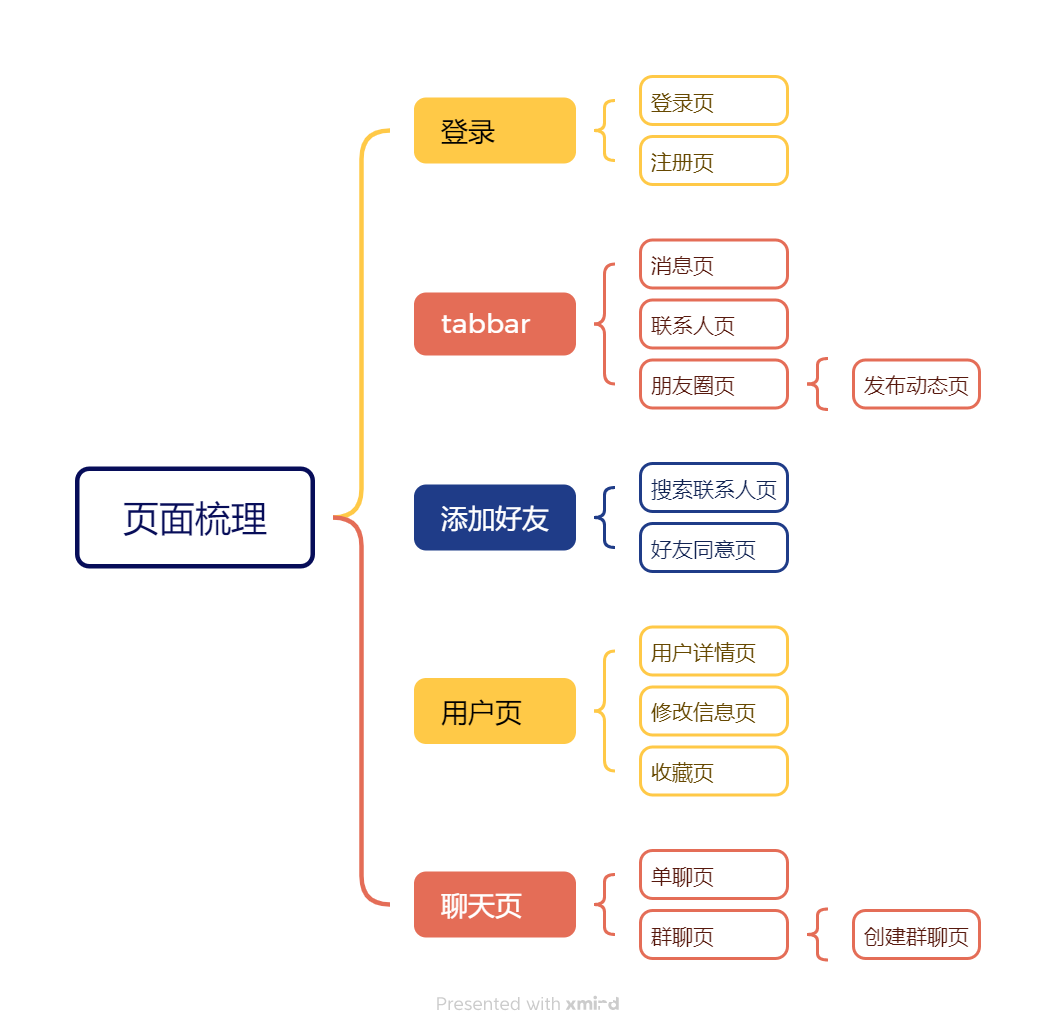 页面梳理
登录
登录页
注册页
tabbar
消息页
联系人页
朋友圈页
发布动态页
添加好友
搜索联系人页
好友同意页
用户页
用户详情页
修改信息页
收藏页
聊天页
单聊页
群聊页
创建群聊页
Presented with xmind